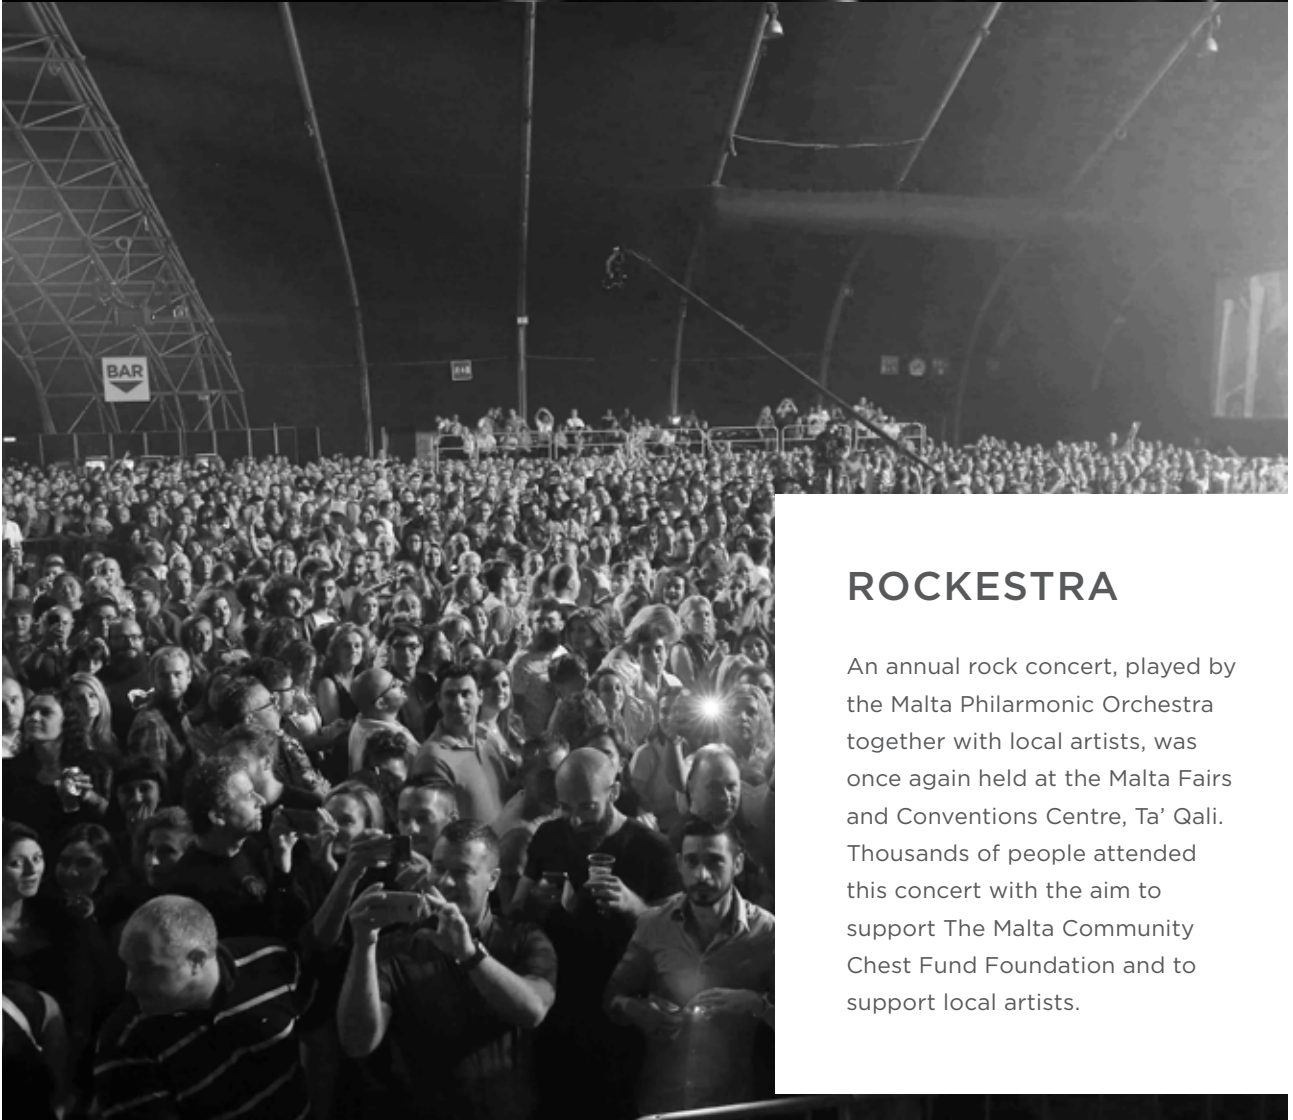 BAR
ROCKESTRA
An annual rock concert, played by
the Malta Philarmonic Orchestra
together with local artists, was
once again held at the Malta Fairs
and Conventions Centre, Ta’ Qali.
Thousands of people attended
this concert with the aim to
support The Malta Community
Chest Fund Foundation and to
support local artists.